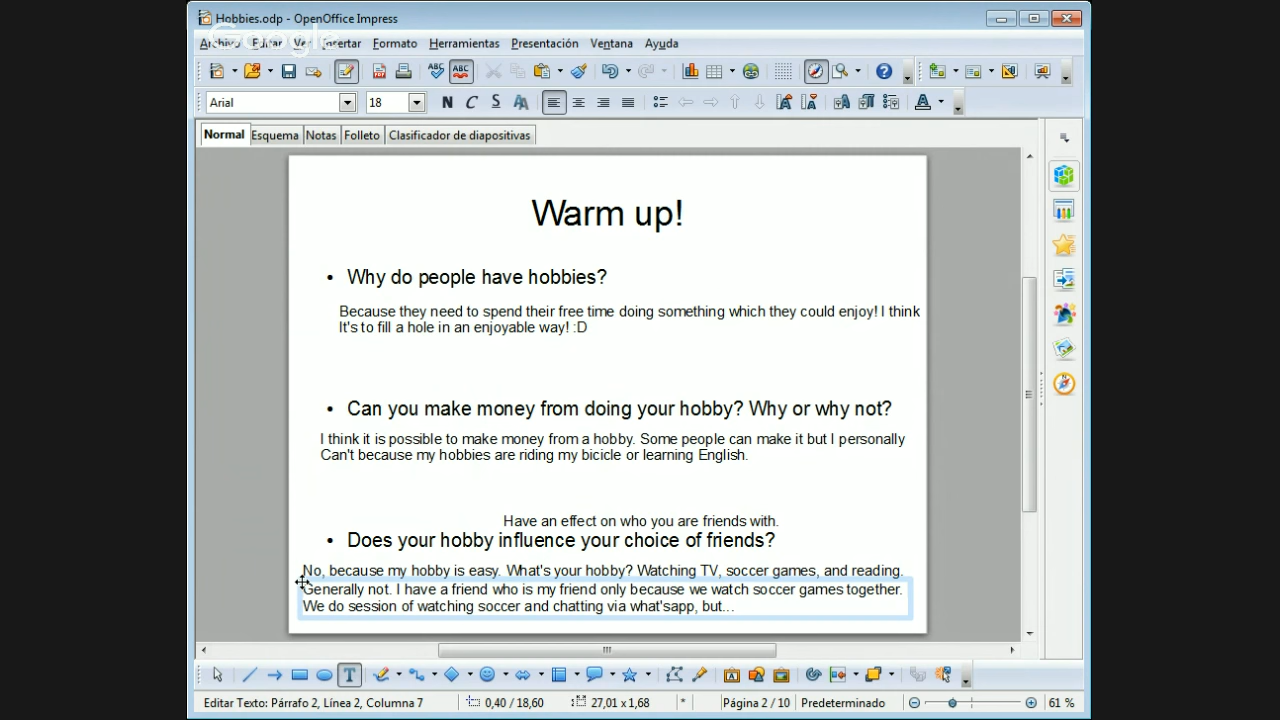 Hobbies.odp - OpenOffice Impress
Google
Archivo Editar Ver Insertar Formato Herramientas Presentación Ventana Ayuda
Arial 18 N C S
Normal Esquema Notas Folleto Clasificador de diapositivas
Warm up!
• Why do people have hobbies?
Because they need to spend their free time doing something which they could enjoy! I think
It's to fill a hole in an enjoyable way! :D
• Can you make money from doing your hobby? Why or why not?
I think it is possible to make money from a hobby. Some people can make it but I personally
Can't because my hobbies are riding my bicicle or learning English.
Have an effect on who you are friends with.
• Does your hobby influence your choice of friends?
No, because my hobby is easy. What's your hobby? Watching TV, soccer games, and reading.
Generally not. I have a friend who is my friend only because we watch soccer games together.
We do session of watching soccer and chatting via what'sapp, but...
Editar Texto: Párrafo 2, Línea 2, Columna 7 0,40 / 18,60 27,01 x 1,68 * Página 2 / 10 Predeterminado 61 %